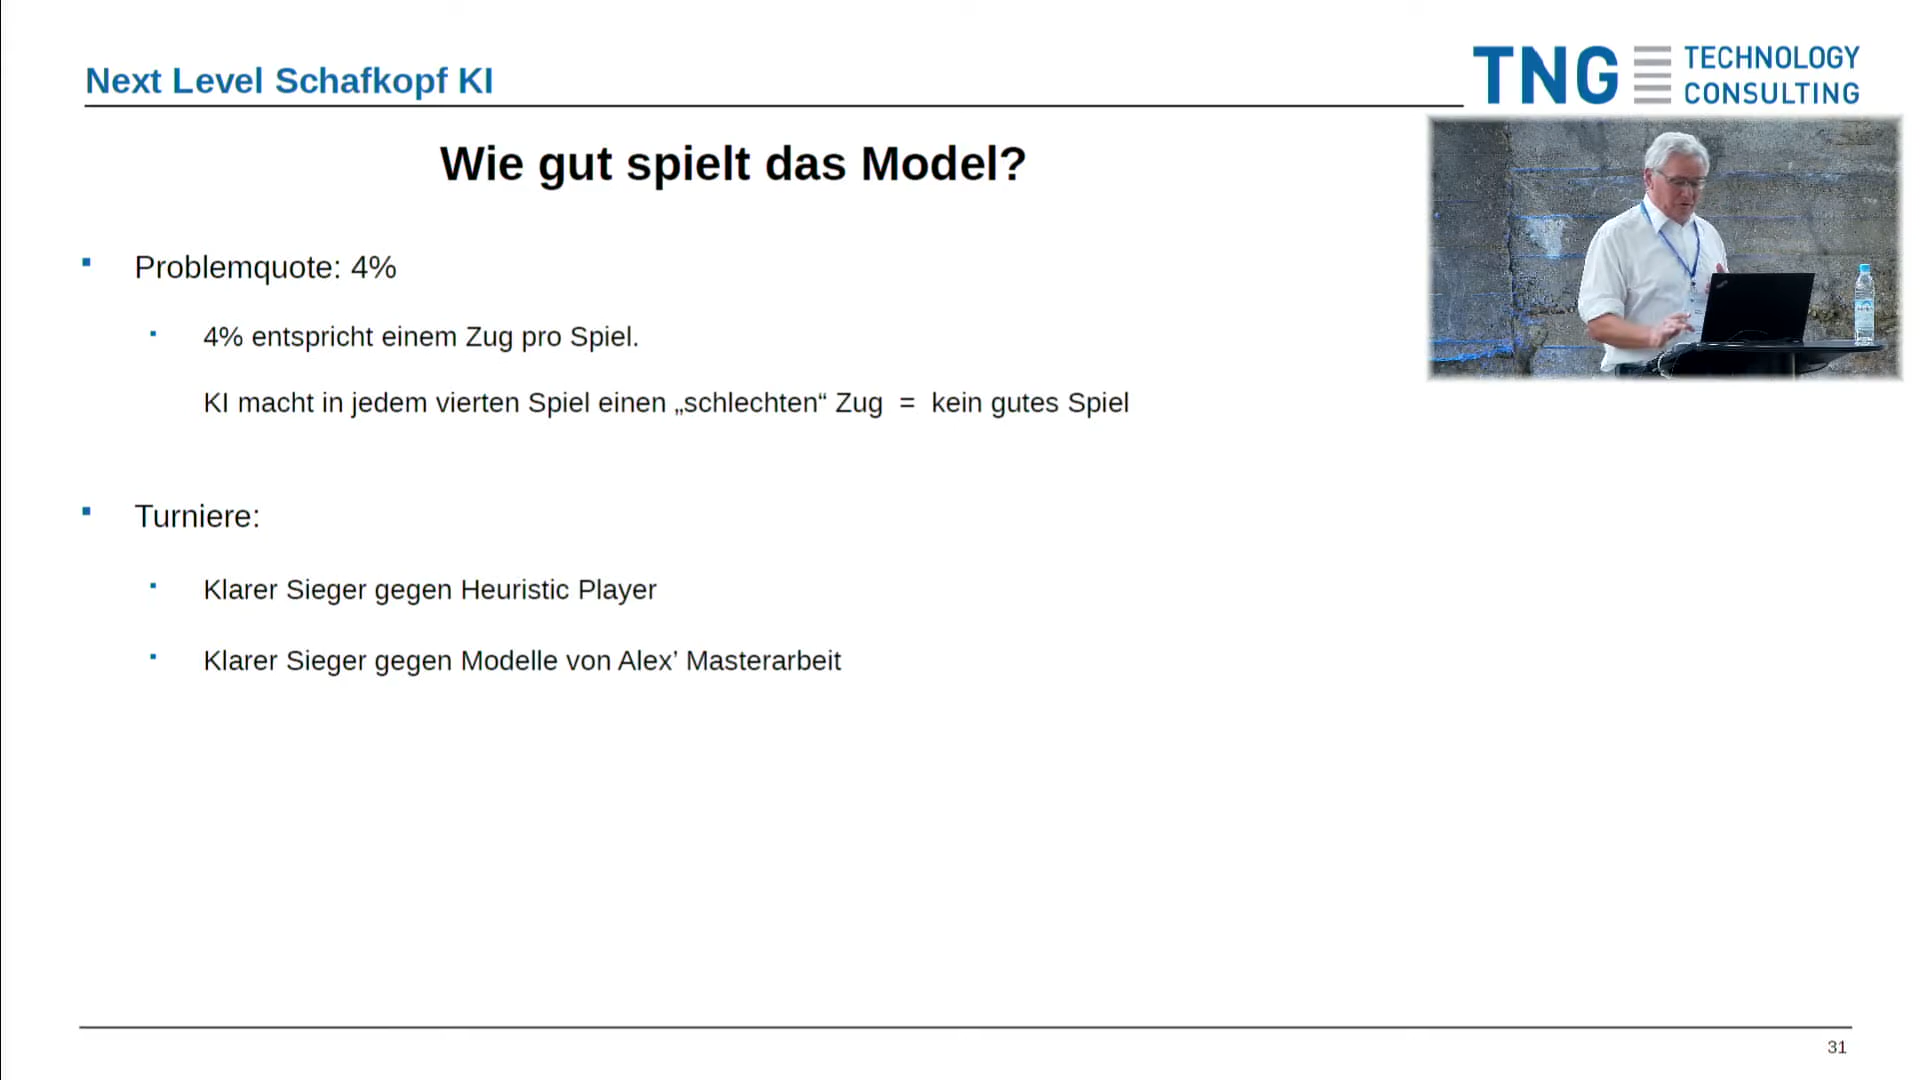 Next Level Schafkopf KI
TNG TECHNOLOGY CONSULTING
Wie gut spielt das Model?
Problemquote: 4%
4% entspricht einem Zug pro Spiel.
KI macht in jedem vierten Spiel einen „schlechten“ Zug = kein gutes Spiel
Turniere:
Klarer Sieger gegen Heuristic Player
Klarer Sieger gegen Modelle von Alex’ Masterarbeit
31